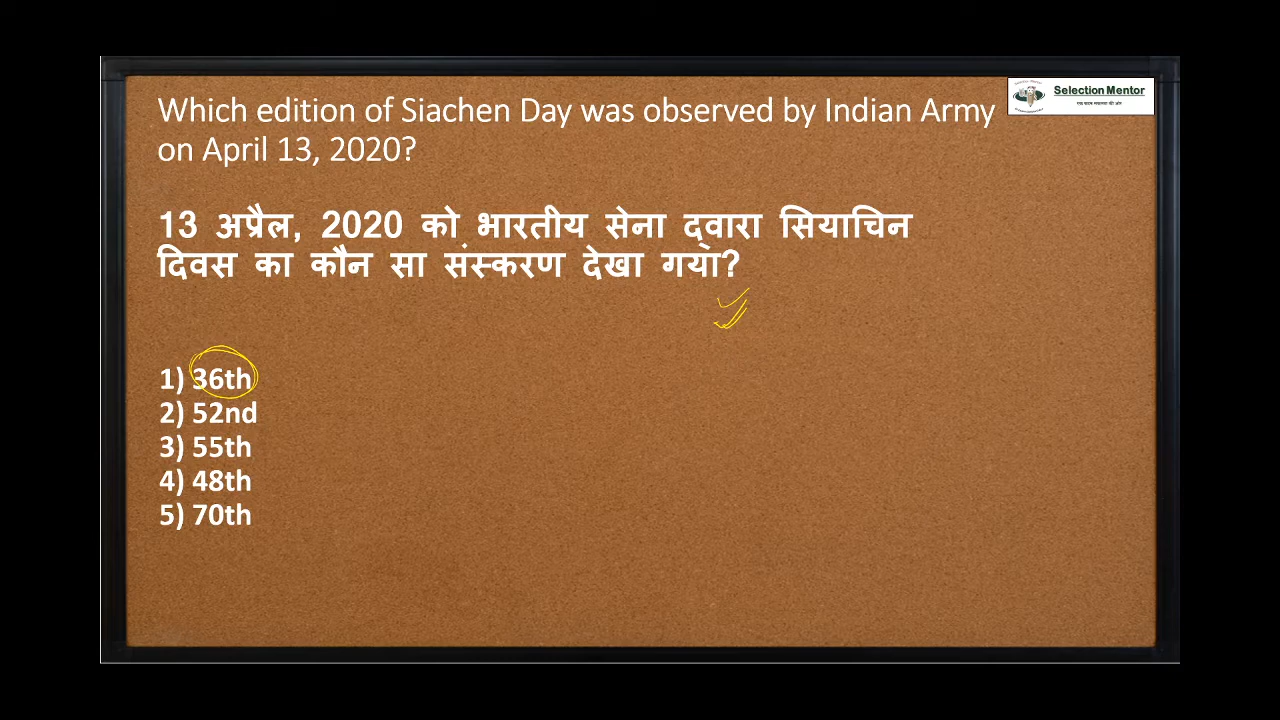 Which edition of Siachen Day was observed by Indian Army
on April 13, 2020?
Selection Mentor
13 अप्रैल, 2020 को भारतीय सेना द्वारा सियाचिन
दिवस का कौन सा संस्करण देखा गया?
1) 36th
2) 52nd
3) 55th
4) 48th
5) 70th